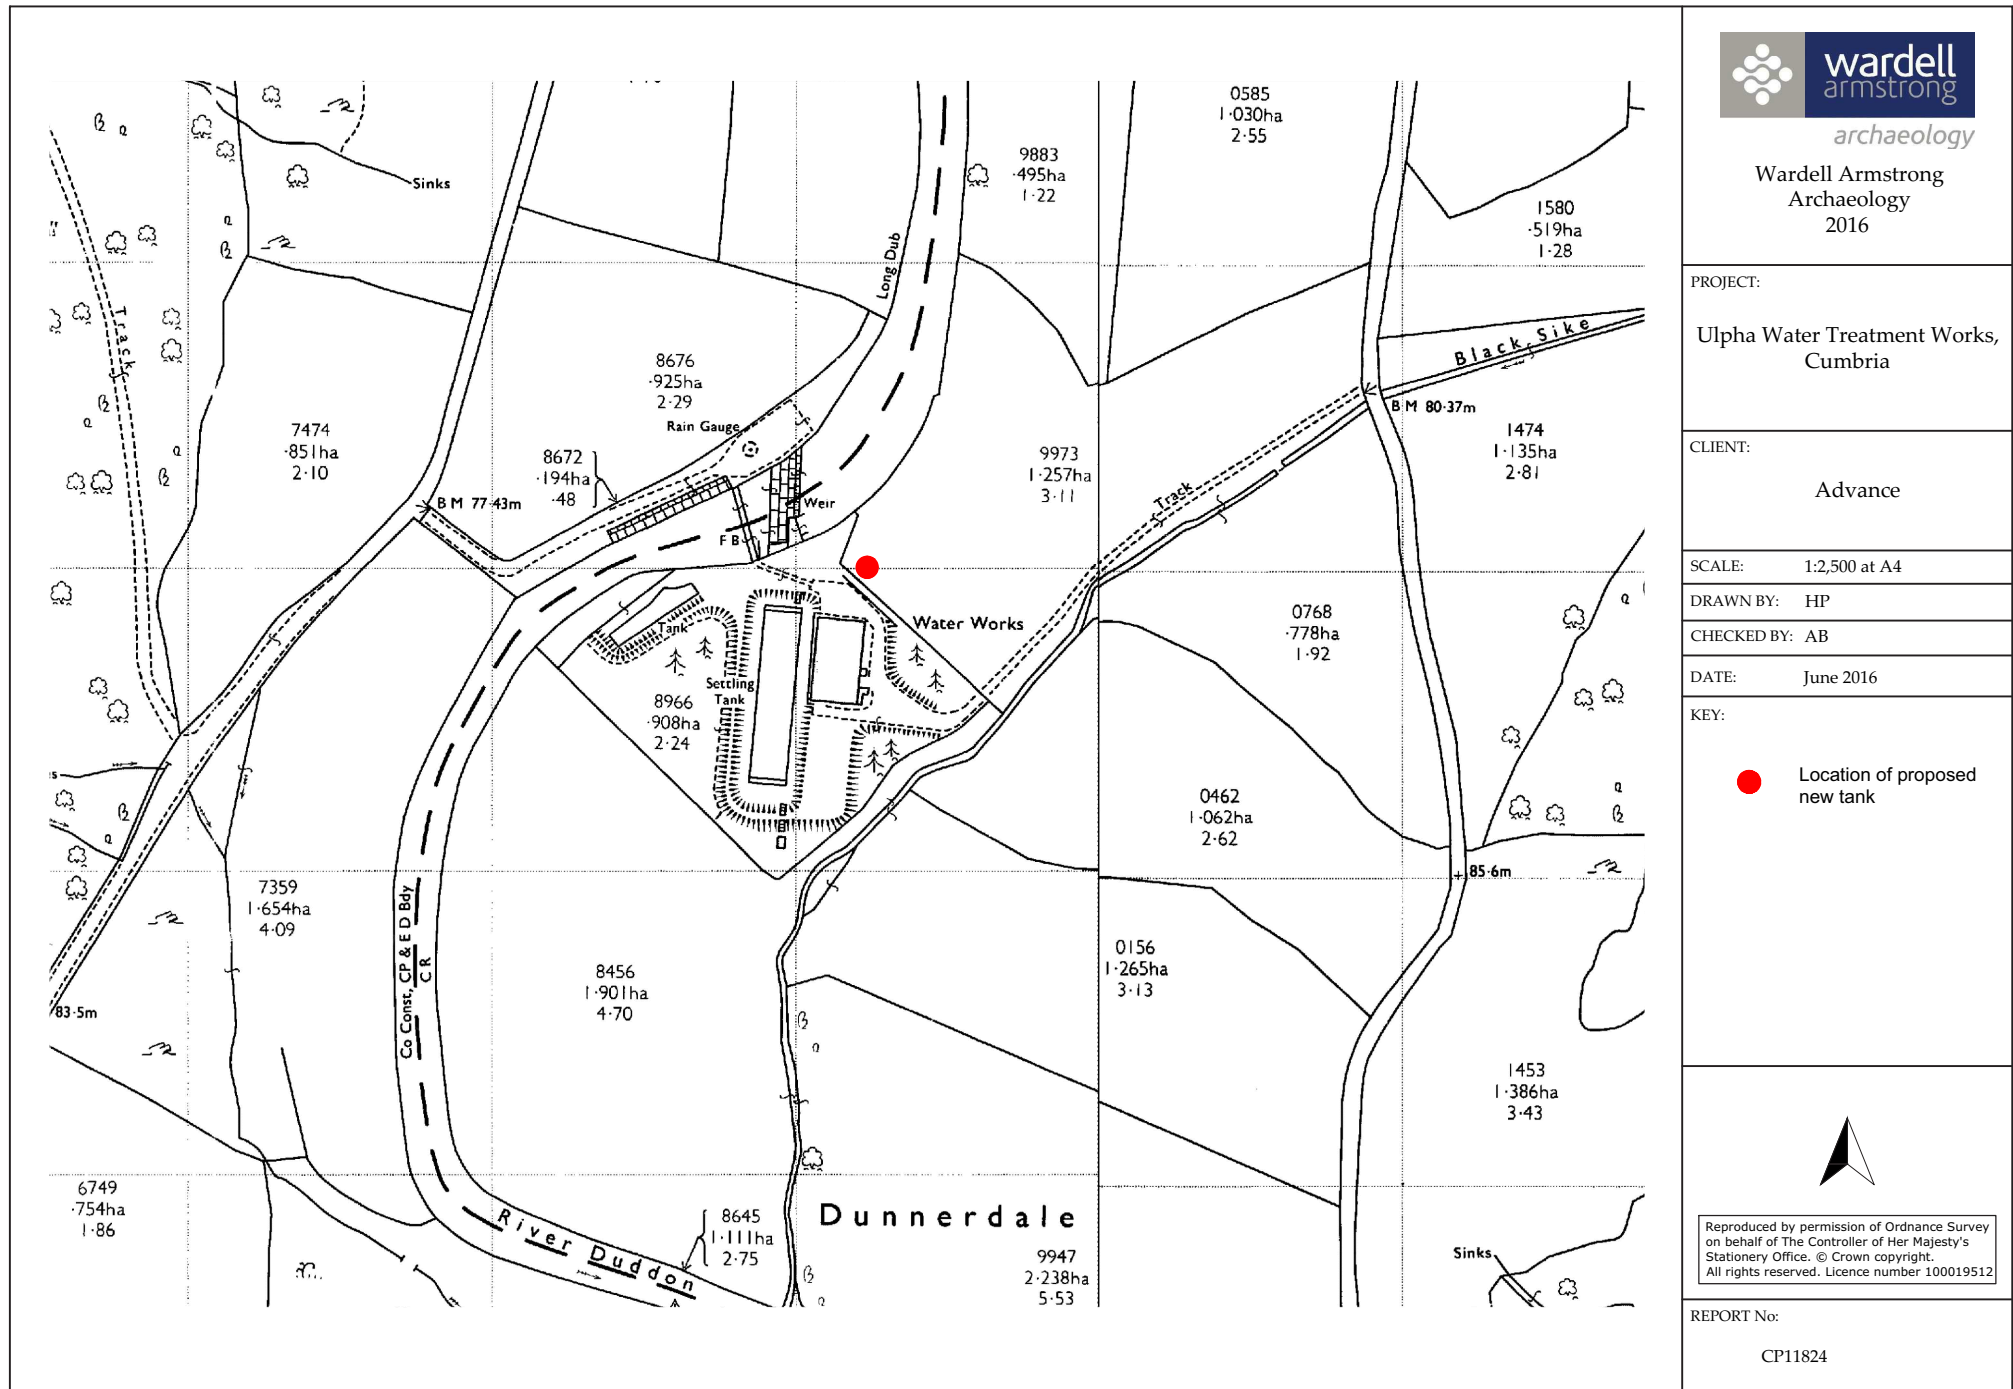 Sinks
9883
·495ha
1·22
0585
1·030ha
2·55
1580
·519ha
1·28
Track
Long Dub
Black Sike
8676
·925ha
2·29
Rain Gauge
7474
·851ha
2·10
8672
·194ha
·48
BM 77·43m
Weir
FB
9973
1·257ha
3·11
Track
BM 80·37m
1474
1·135ha
2·81
Tank
Water Works
Settling
Tank
8966
·908ha
2·24
0768
·778ha
1·92
0462
1·062ha
2·62
85·6m
7359
1·654ha
4·09
83·5m
Co Const, CP & E D Bdy
CR
8456
1·901ha
4·70
0156
1·265ha
3·13
1453
1·386ha
3·43
6749
·754ha
1·86
River Duddon
8645
1·111ha
2·75
Dunnerdale
9947
2·238ha
5·53
Sinks
wardell
armstrong
archaeology
Wardell Armstrong
Archaeology
2016
PROJECT:
Ulpha Water Treatment Works,
Cumbria
CLIENT:
Advance
SCALE: 1:2,500 at A4
DRAWN BY: HP
CHECKED BY: AB
DATE: June 2016
KEY:
Location of proposed
new tank
Reproduced by permission of Ordnance Survey
on behalf of The Controller of Her Majesty's
Stationery Office. © Crown copyright.
All rights reserved. Licence number 100019512
REPORT No:
CP11824